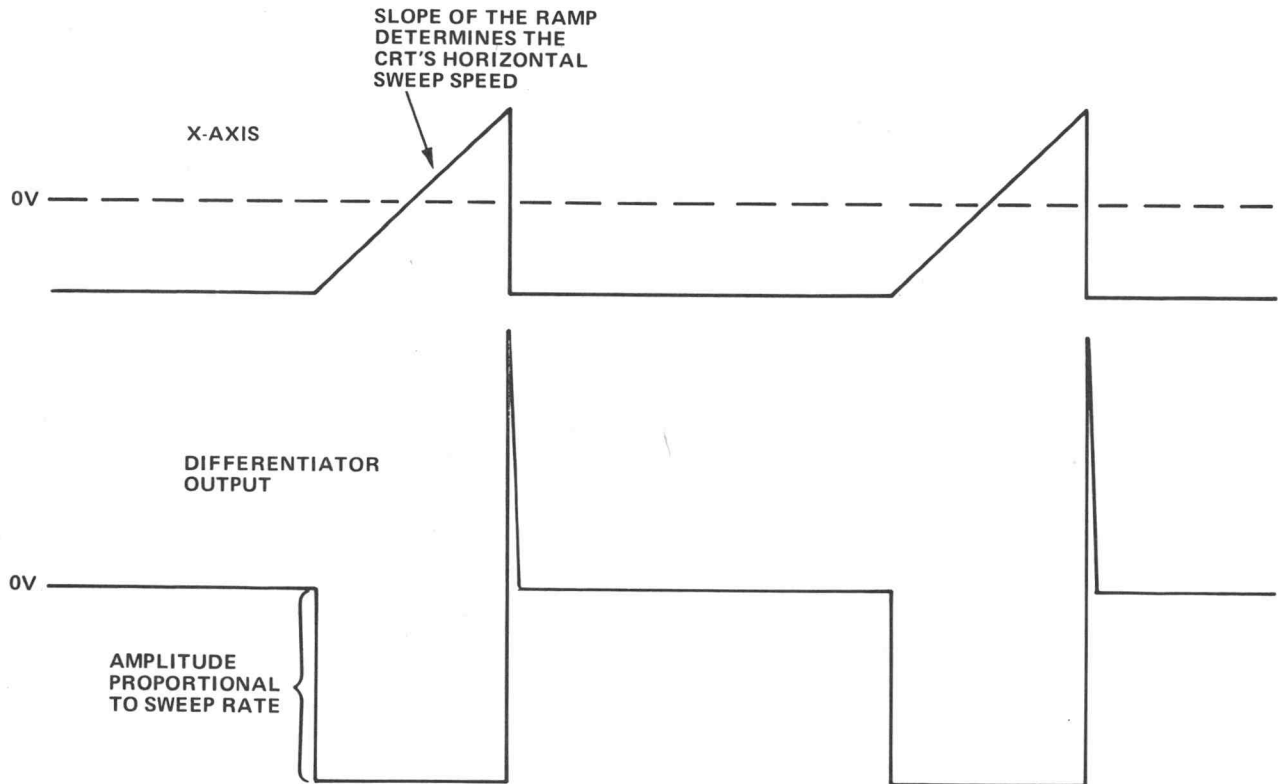 SLOPE OF THE RAMP
DETERMINES THE
CRT'S HORIZONTAL
SWEEP SPEED
X-AXIS
0V
DIFFERENTIATOR
OUTPUT
0V
AMPLITUDE
PROPORTIONAL
TO SWEEP RATE